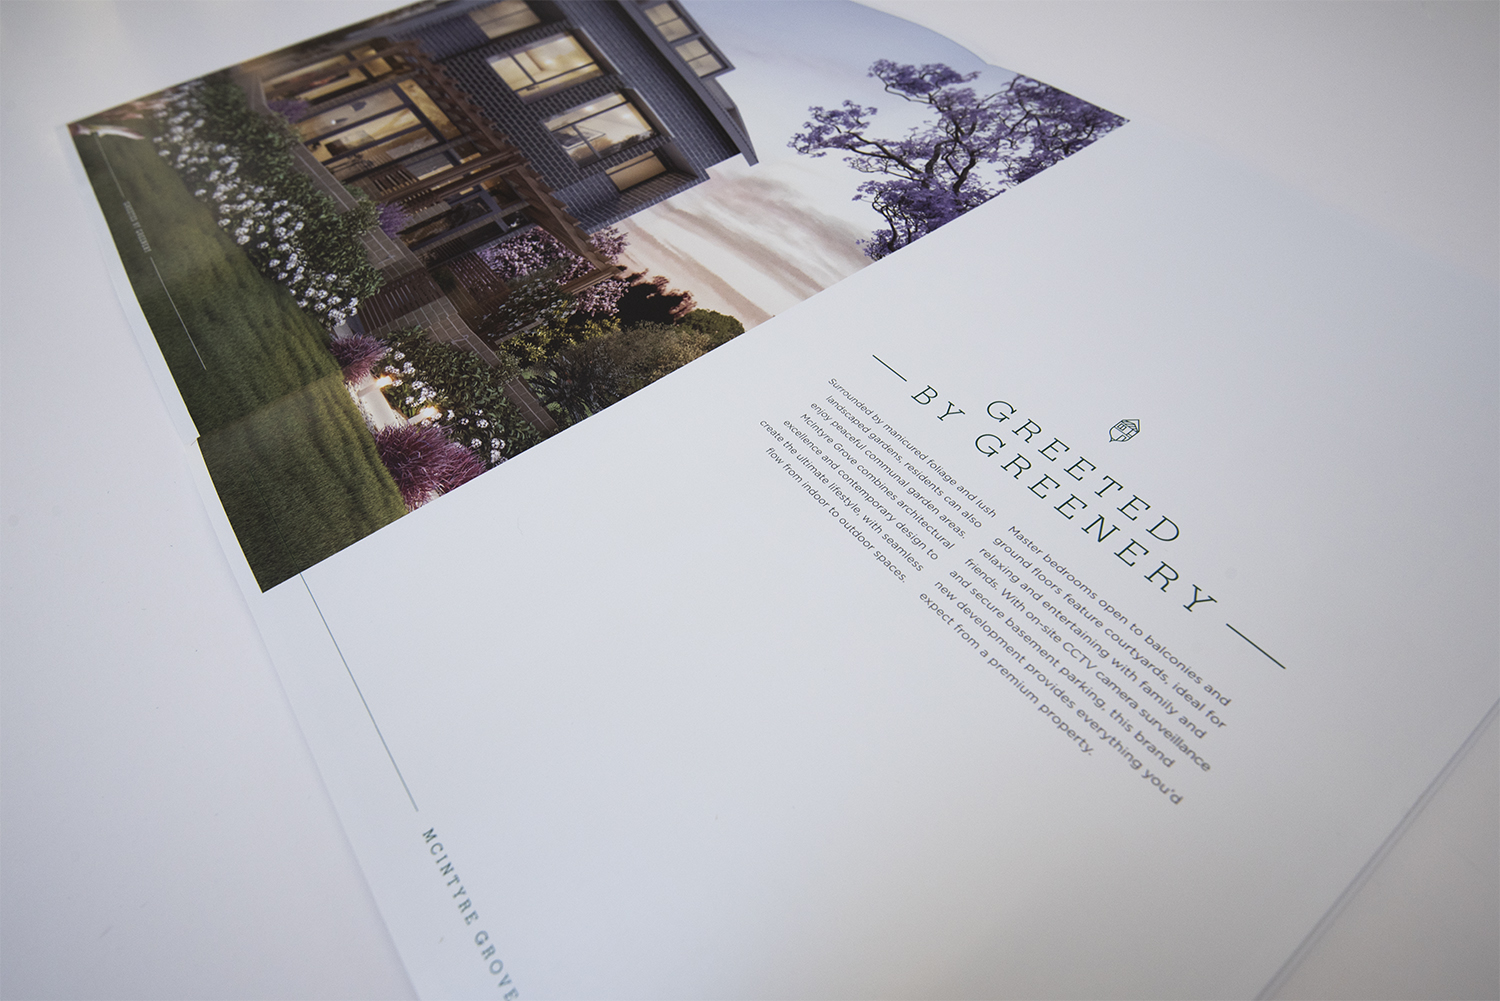 GREETED
BY GREENERY
Surrounded by manicured foliage and lush
landscaped gardens, residents can also
enjoy peaceful communal garden areas.
McIntyre Grove combines architectural
excellence and contemporary design to
create the ultimate lifestyle, with seamless
flow from indoor to outdoor spaces.
Master bedrooms open to balconies and
ground floors feature courtyards, ideal for
relaxing and entertaining with family and
friends. With on-site CCTV camera surveillance
and secure basement parking, this brand
new development provides everything you'd
expect from a premium property.
MCINTYRE GROVE
GREETED BY GREENERY